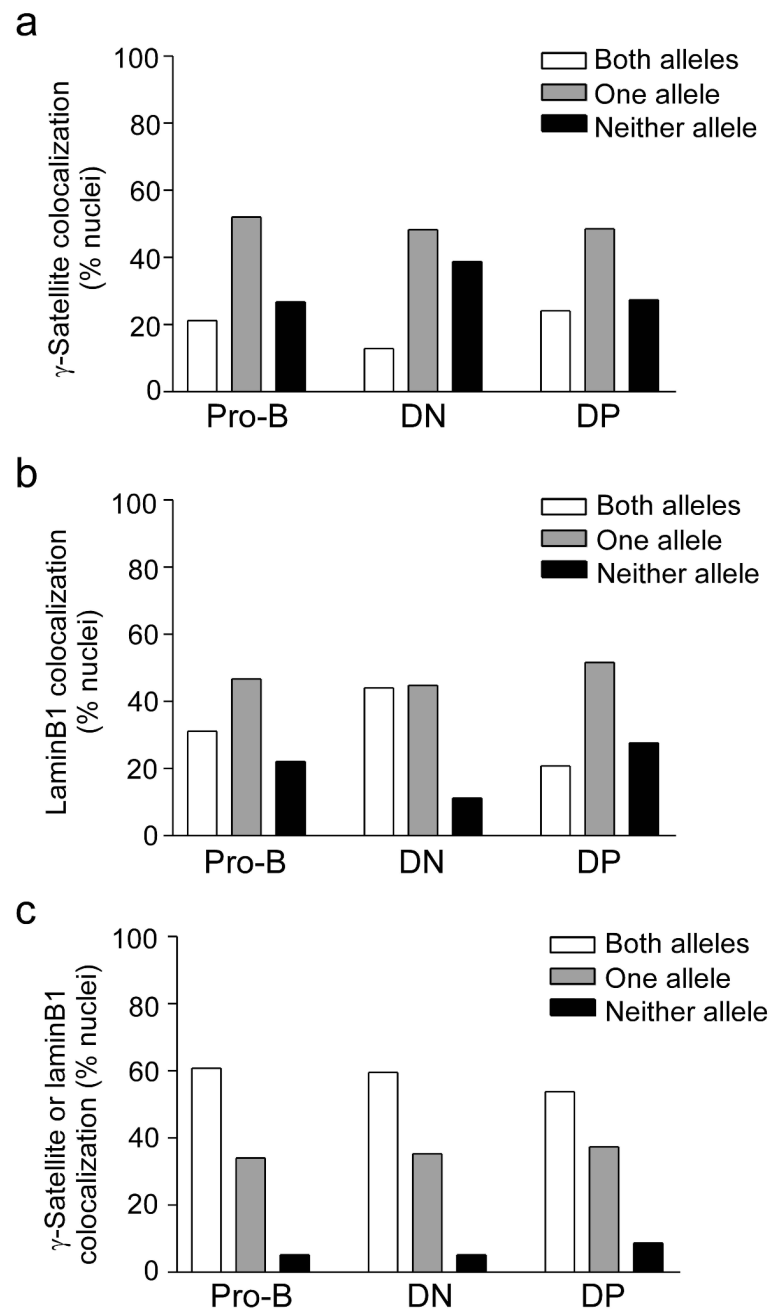 a
γ-Satellite colocalization
(% nuclei)
100
80
60
40
20
0
Both alleles
One allele
Neither allele
Pro-B DN DP
b
LaminB1 colocalization
(% nuclei)
100
80
60
40
20
0
Both alleles
One allele
Neither allele
Pro-B DN DP
c
γ-Satellite or laminB1
colocalization (% nuclei)
100
80
60
40
20
0
Both alleles
One allele
Neither allele
Pro-B DN DP